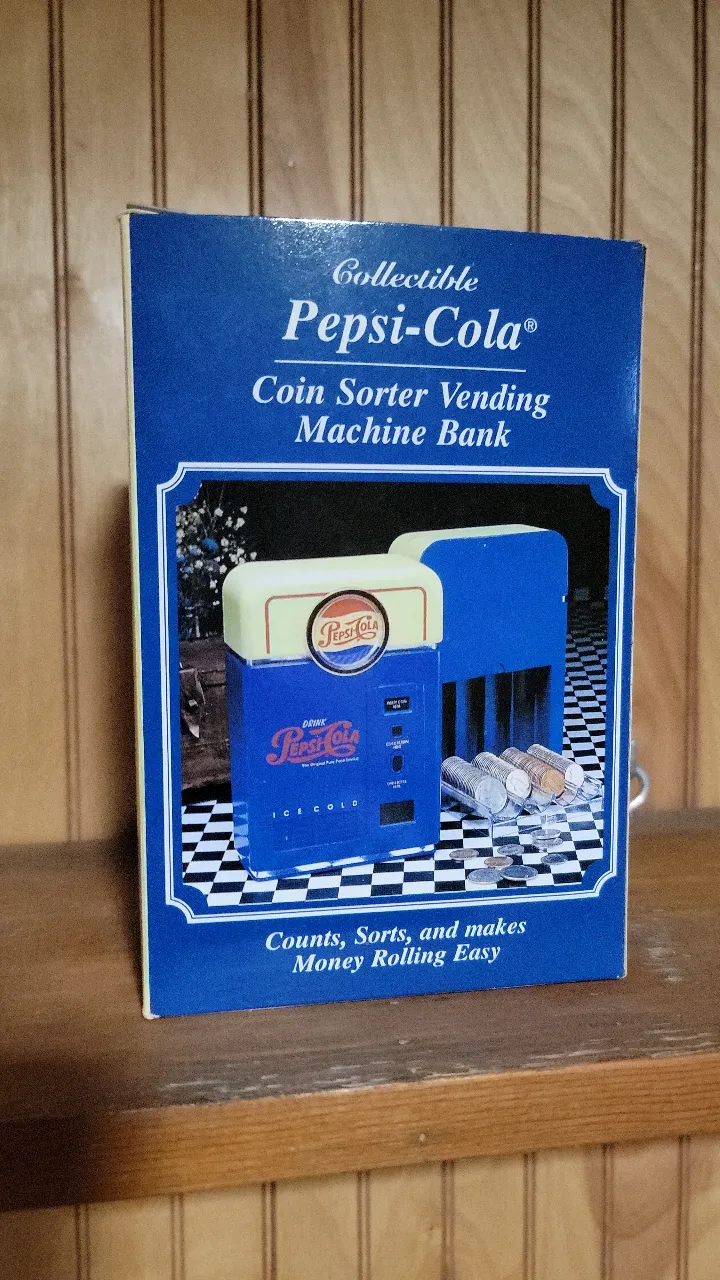 Collectible
Pepsi-Cola®
Coin Sorter Vending
Machine Bank
PEPSI-COLA
DRINK
PEPSI-COLA
ICE COLD
Counts, Sorts, and makes
Money Rolling Easy